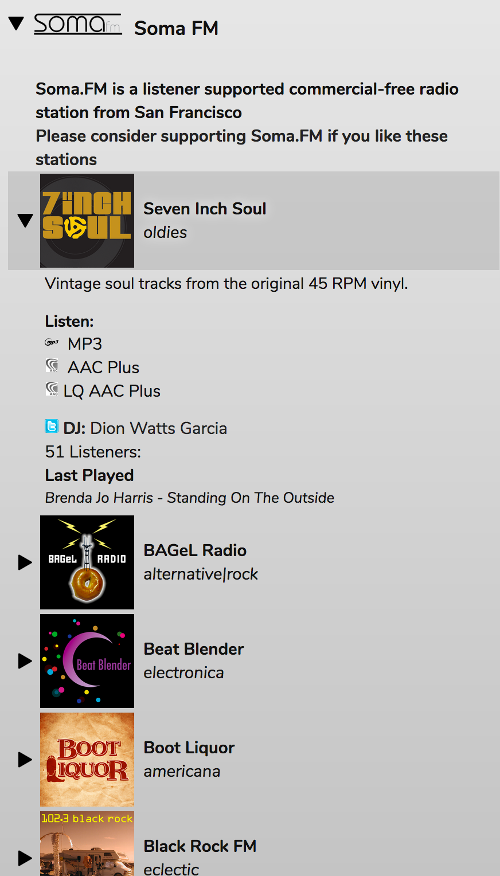 soma fm Soma FM
Soma.FM is a listener supported commercial-free radio
station from San Francisco
Please consider supporting Soma.FM if you like these
stations
7 inch
Soul
Seven Inch Soul
oldies
Vintage soul tracks from the original 45 RPM vinyl.
Listen:
MP3
AAC Plus
LQ AAC Plus
DJ: Dion Watts Garcia
51 Listeners:
Last Played
Brenda Jo Harris - Standing On The Outside
BAGeL RADIO
BAGeL Radio
alternative|rock
Beat Blender
Beat Blender
electronica
Boot
Liquor
Boot Liquor
americana
102.3 black rock
Black Rock FM
eclectic